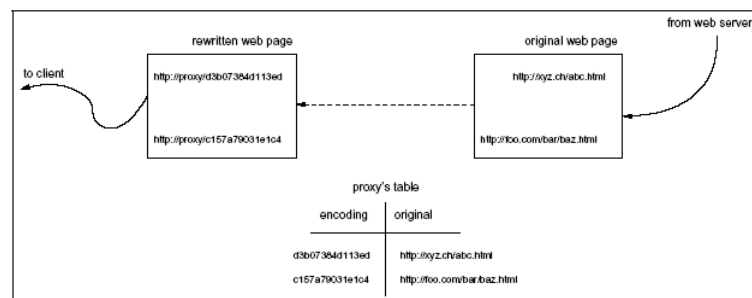 from web server
rewritten web page
original web page
to client
http://proxy/d3b07384d113ed
http://xyz.ch/abc.html
http://proxy/c157a79031e1c4
http://foo.com/bar/baz.html
proxy's table
encoding original
d3b07384d113ed http://xyz.ch/abc.html
c157a79031e1c4 http://foo.com/bar/baz.html